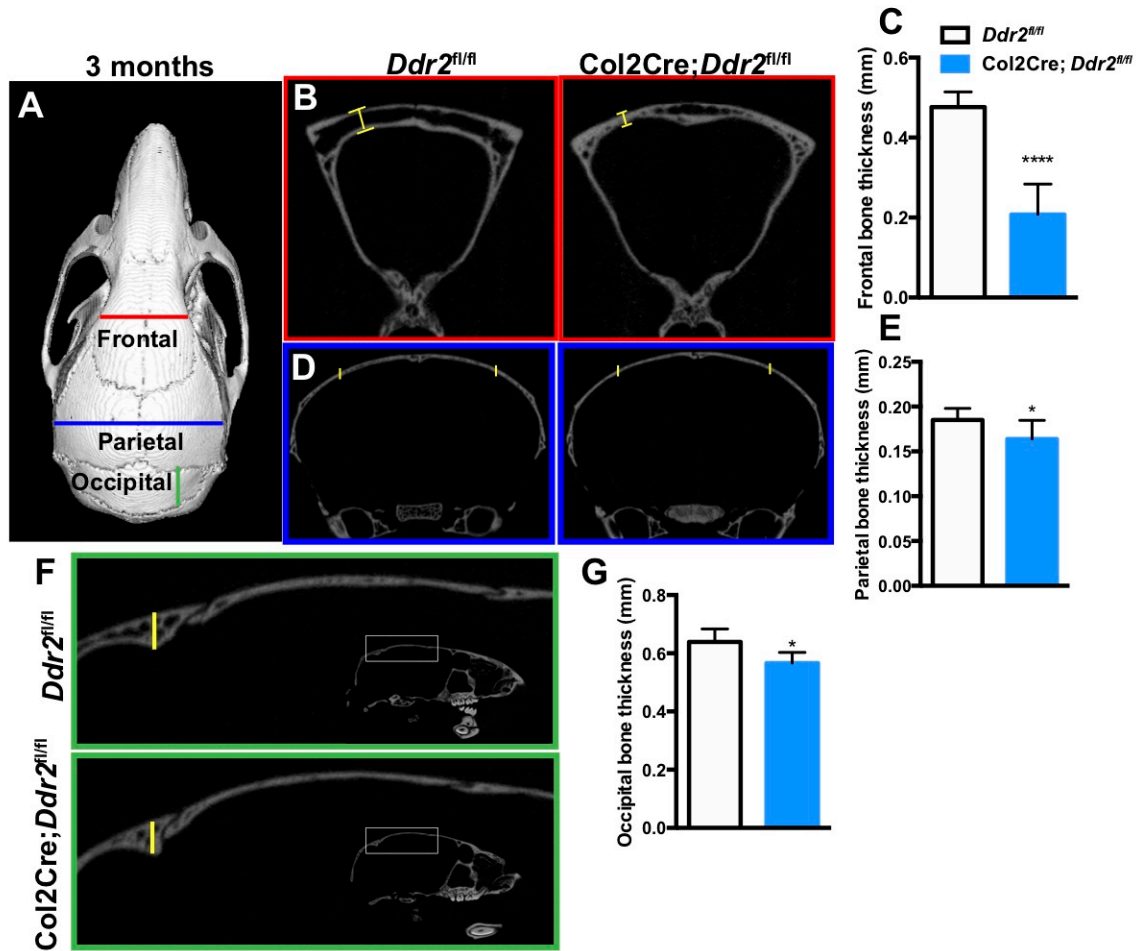 3 months
A
Frontal
Parietal
Occipital
Ddr2fl/fl
Col2Cre;Ddr2fl/fl
B
D
C
Ddr2fl/fl
Col2Cre; Ddr2fl/fl
Frontal bone thickness (mm)
0.6
0.4
0.2
0.0
****
E
Parietal bone thickness (mm)
0.25
0.20
0.15
0.10
0.05
0.00
*
F
Ddr2fl/fl
Col2Cre;Ddr2fl/fl
G
Occipital bone thickness (mm)
0.8
0.6
0.4
0.2
0.0
*